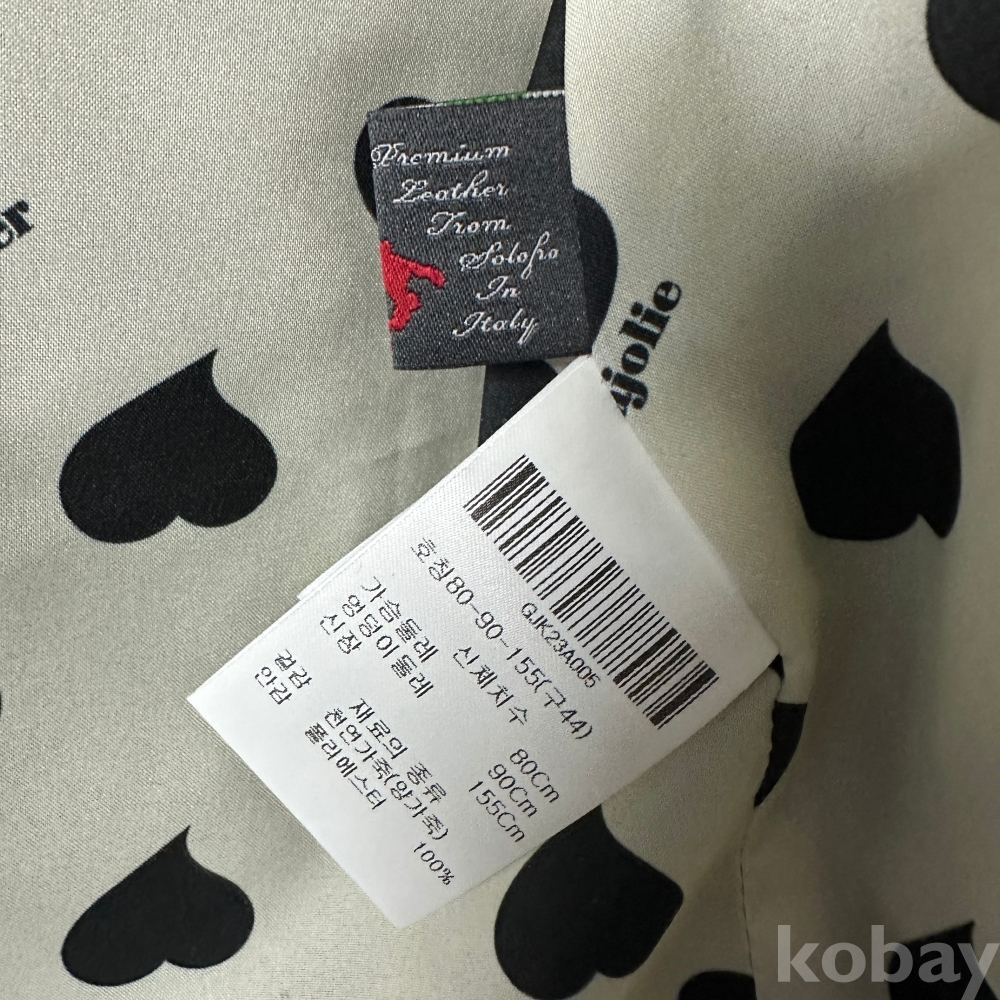 Premium
Leather
From
Solofra
In
Italy
jolie
er
GJK23A005
호칭80-90-155(구44)
신체치수
가슴둘레 80Cm
엉덩이둘레 90Cm
신장 155Cm
재료의 종류
겉감 천연가죽(양가죽)
안감 폴리에스터 100%
kobay